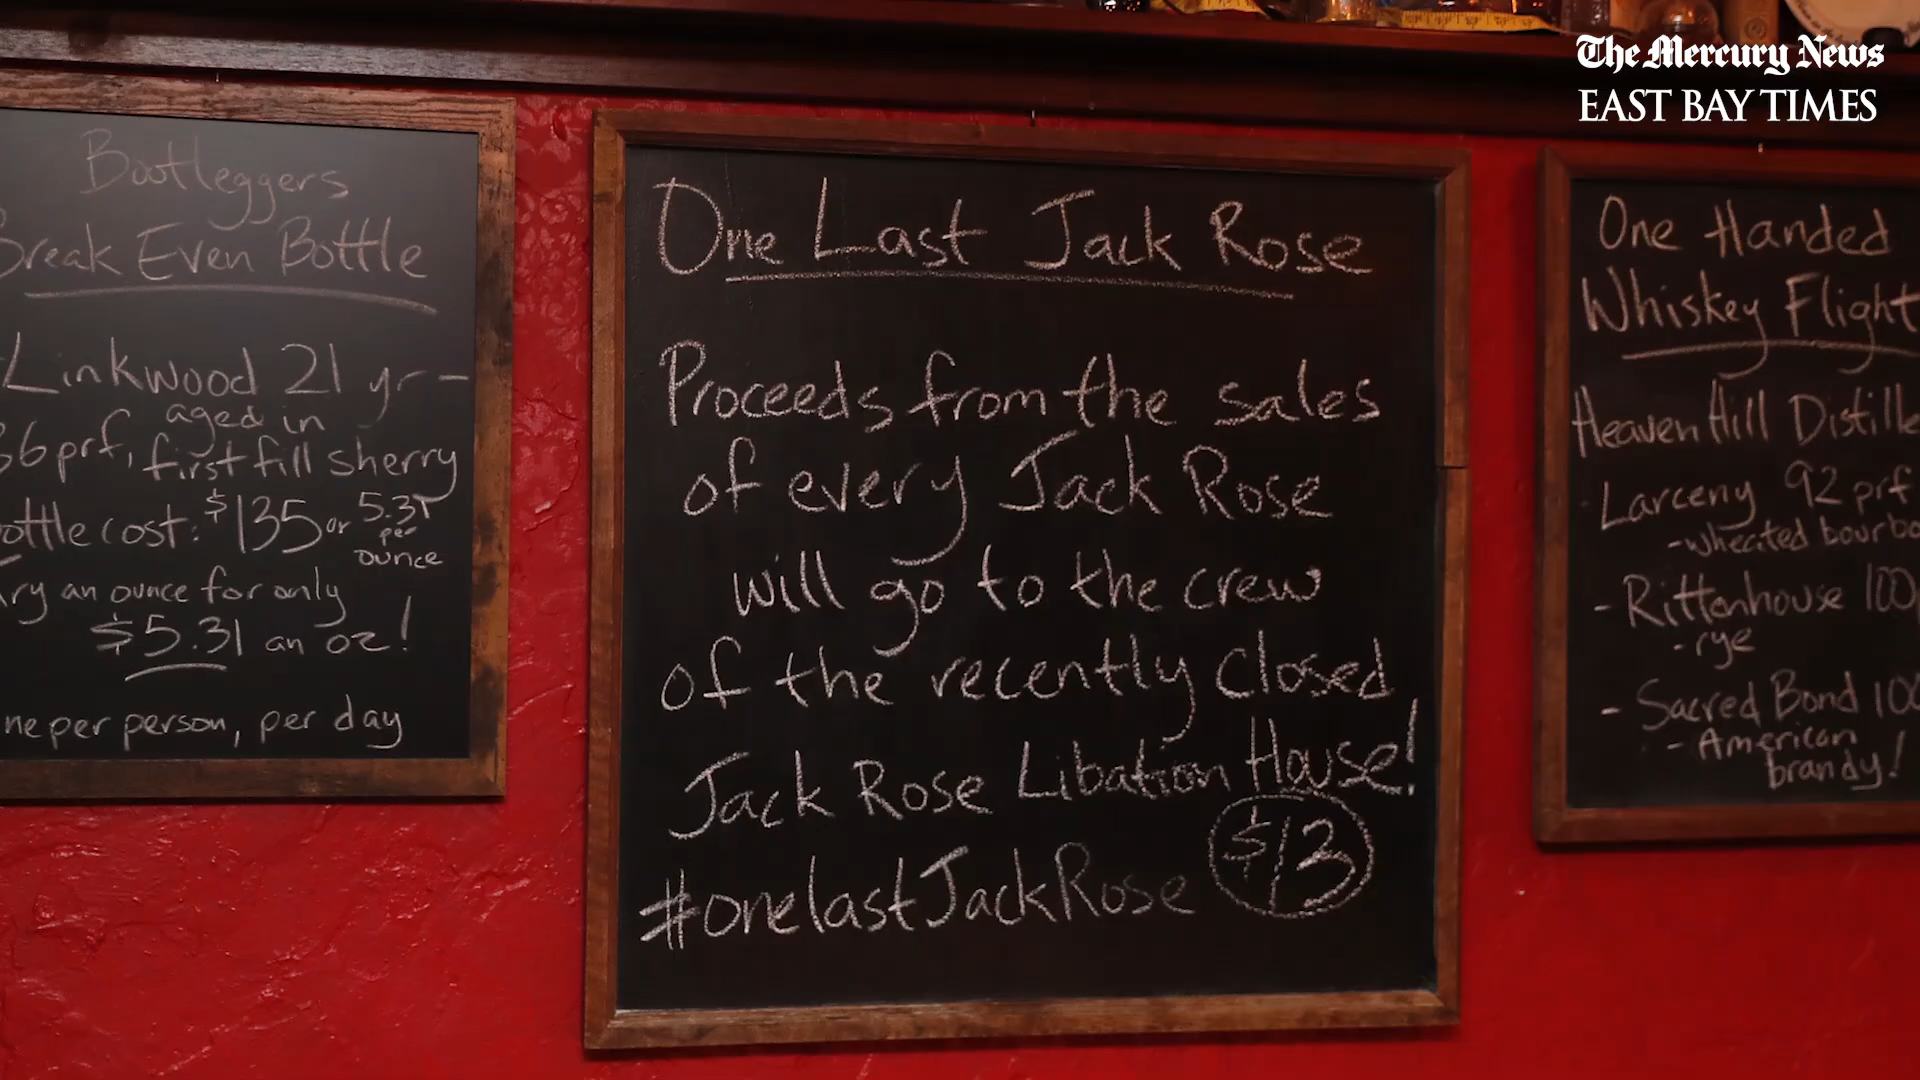 The Mercury News
EAST BAY TIMES
Bootleggers
Break Even Bottle
Linkwood 21 yr -
aged in
prf, first fill sherry
cost: $135 or 5.31
per
ounce
an ounce for only
$5.31 an oz!
per person, per day
One Last Jack Rose
Proceeds from the sales
of every Jack Rose
will go to the crew
of the recently closed
Jack Rose Libation House!
#onelastJackRose $13
One Handed
Whiskey Flight
Heaven Hill
Larceny 92 prf
- wheated
- Rittenhouse 100
- rye
- Sacred Bond 100
- American
brandy!